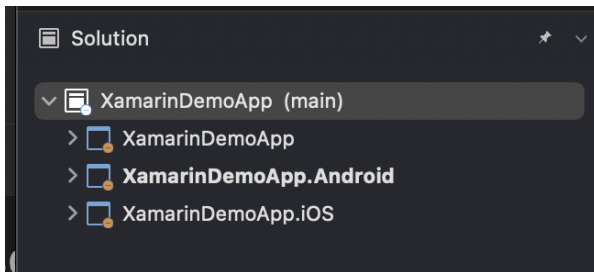 Solution
XamarinDemoApp (main)
XamarinDemoApp
XamarinDemoApp.Android
XamarinDemoApp.iOS